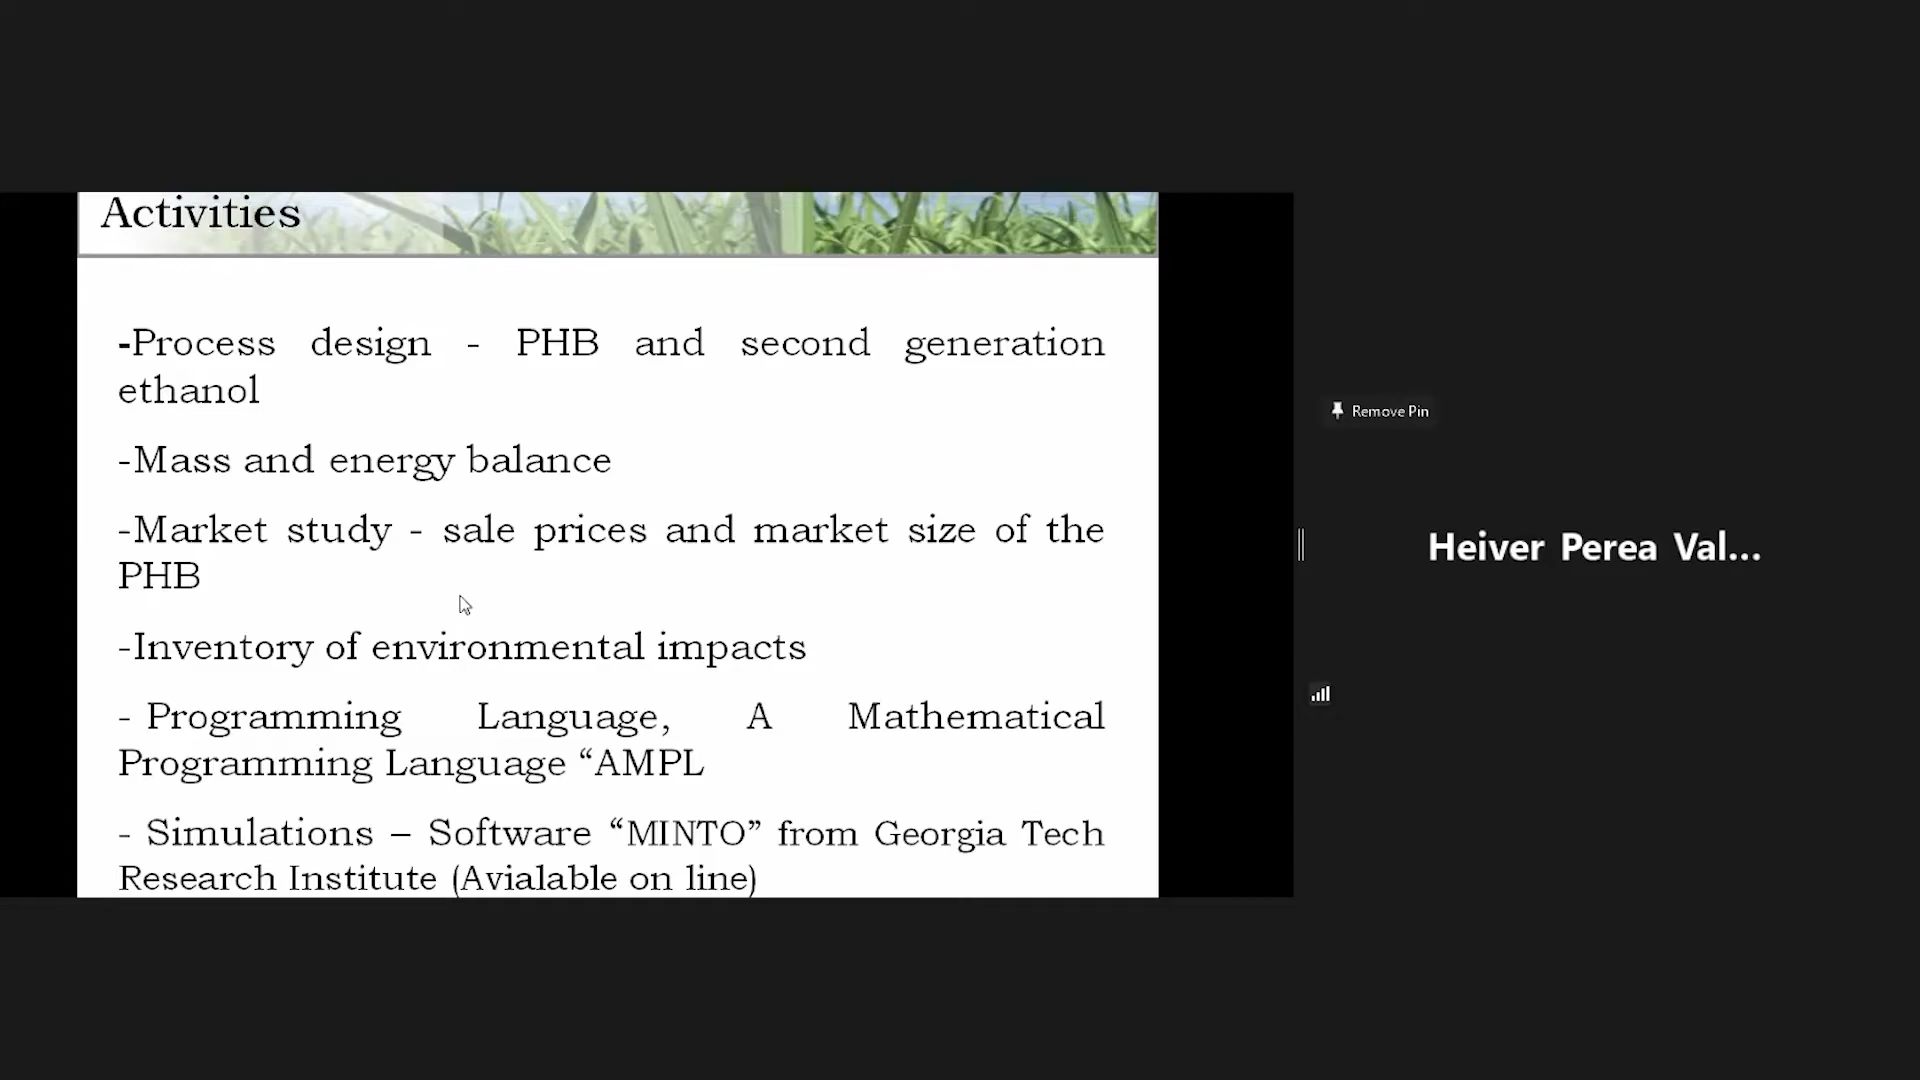 Activities
-Process design - PHB and second generation
ethanol
-Mass and energy balance
-Market study - sale prices and market size of the
PHB
-Inventory of environmental impacts
- Programming Language, A Mathematical
Programming Language “AMPL
- Simulations – Software “MINTO” from Georgia Tech
Research Institute (Avialable on line)
Remove Pin
Heiver Perea Val...